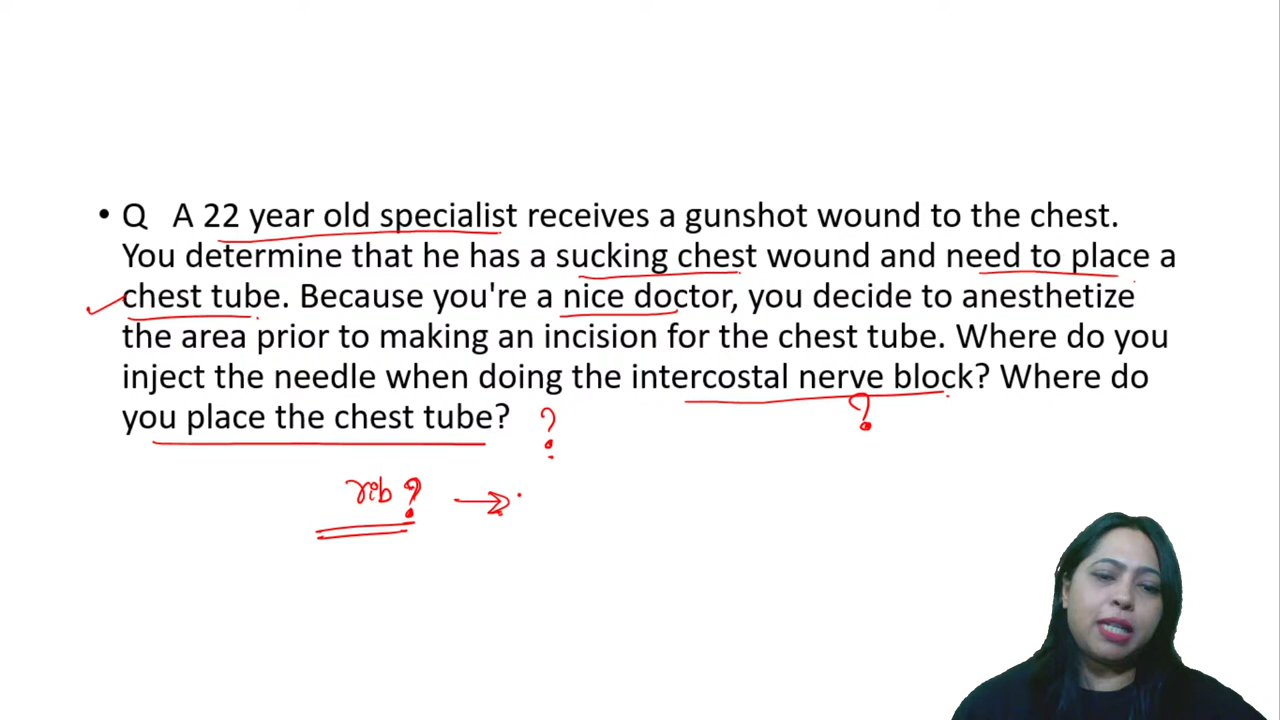 • Q A 22 year old specialist receives a gunshot wound to the chest.
You determine that he has a sucking chest wound and need to place a
chest tube. Because you're a nice doctor, you decide to anesthetize
the area prior to making an incision for the chest tube. Where do you
inject the needle when doing the intercostal nerve block? Where do
you place the chest tube? ?
?
rib ? →